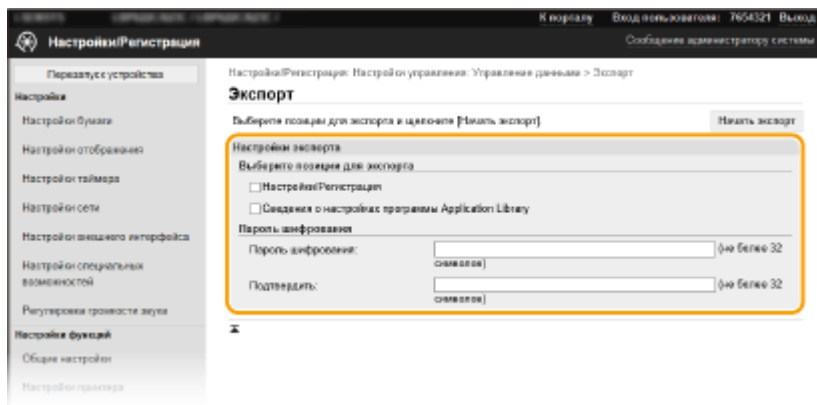 К порталу Вход пользователя: 7654321 Выход
Настройки/Регистрация
Сообщение администратору системы
Перезапуск устройства
Настройки/Регистрация: Настройки управления: Управление данными > Экспорт
Настройки
Экспорт
Настройки бумаги
Выберите позиции для экспорта и щелкните [Начать экспорт].
Начать экспорт
Настройки отображения
Настройки экспорта
Выберите позиции для экспорта
Настройки таймера
Настройки/Регистрация
Настройки сети
Сведения о настройках программы Application Library
Пароль шифрования
Настройки внешнего интерфейса
Пароль шифрования: (не более 32
символов)
Настройки специальных
возможностей
Подтвердить: (не более 32
символов)
Регулировка громкости звука
Настройки функций
Общие настройки
Настройки принтера